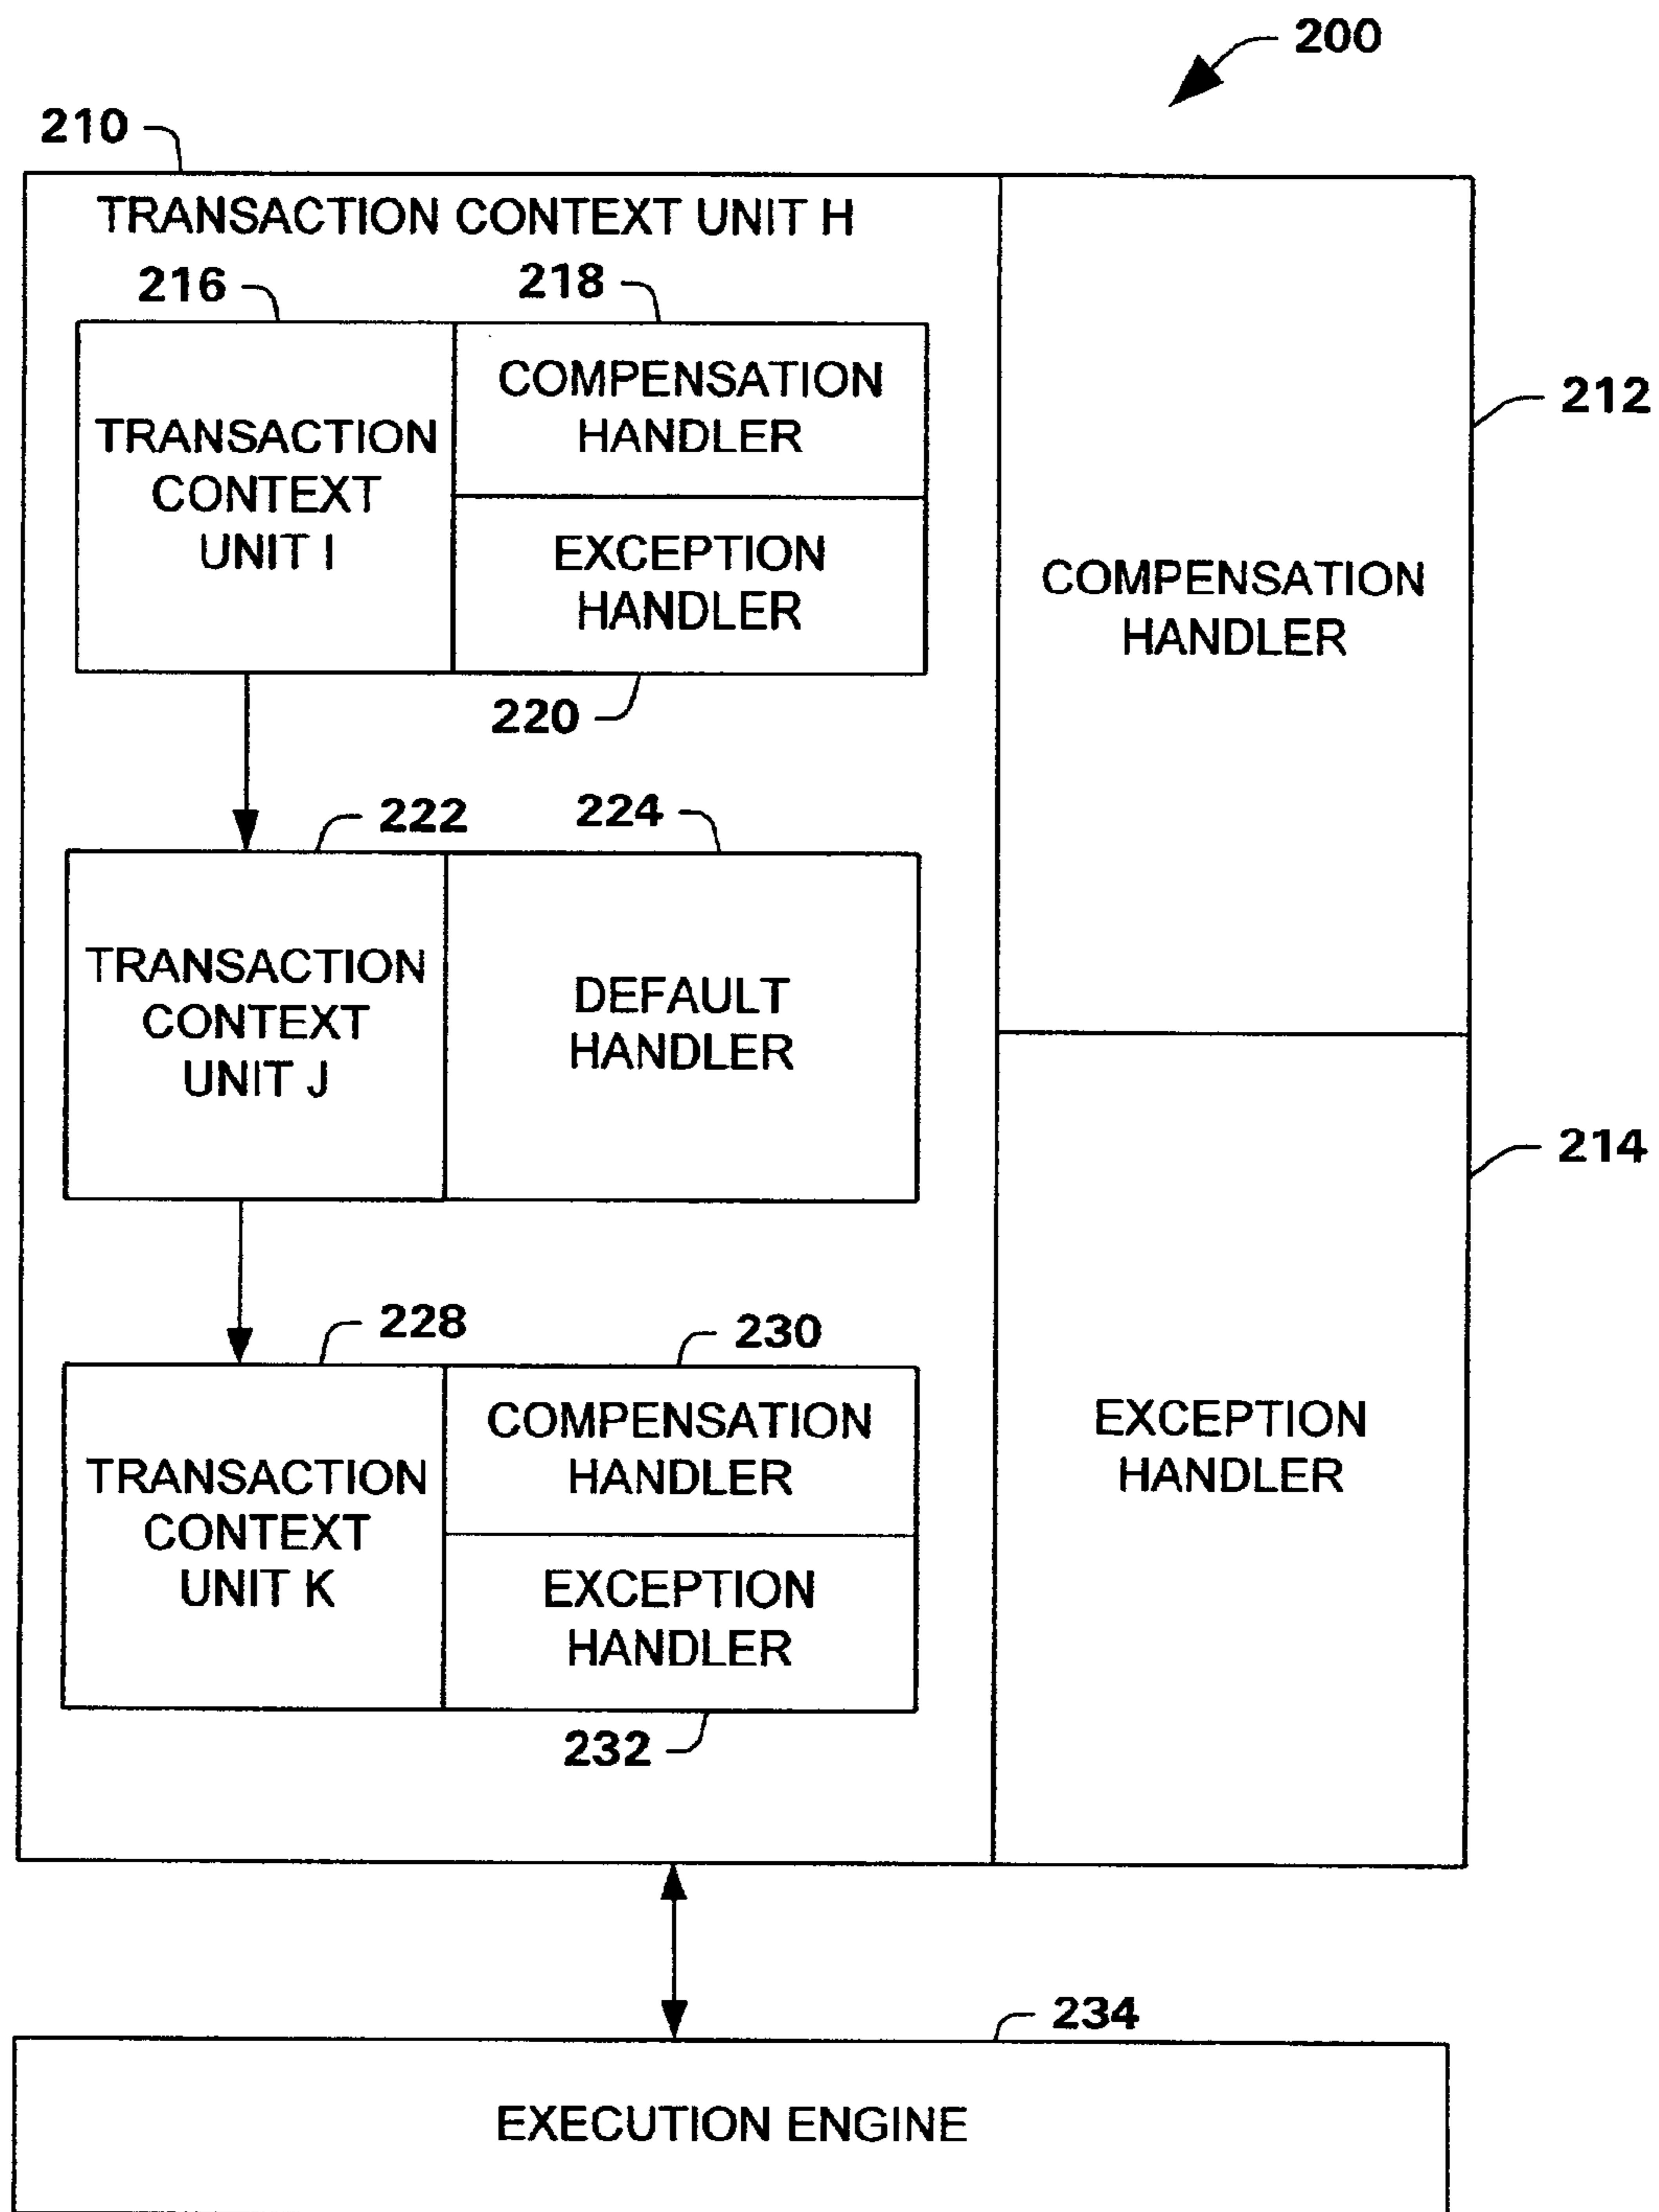 200
210
TRANSACTION CONTEXT UNIT H
216
218
TRANSACTION
CONTEXT
UNIT I
COMPENSATION
HANDLER
EXCEPTION
HANDLER
220
COMPENSATION
HANDLER
212
222
224
TRANSACTION
CONTEXT
UNIT J
DEFAULT
HANDLER
214
228
230
TRANSACTION
CONTEXT
UNIT K
COMPENSATION
HANDLER
EXCEPTION
HANDLER
232
EXCEPTION
HANDLER
234
EXECUTION ENGINE